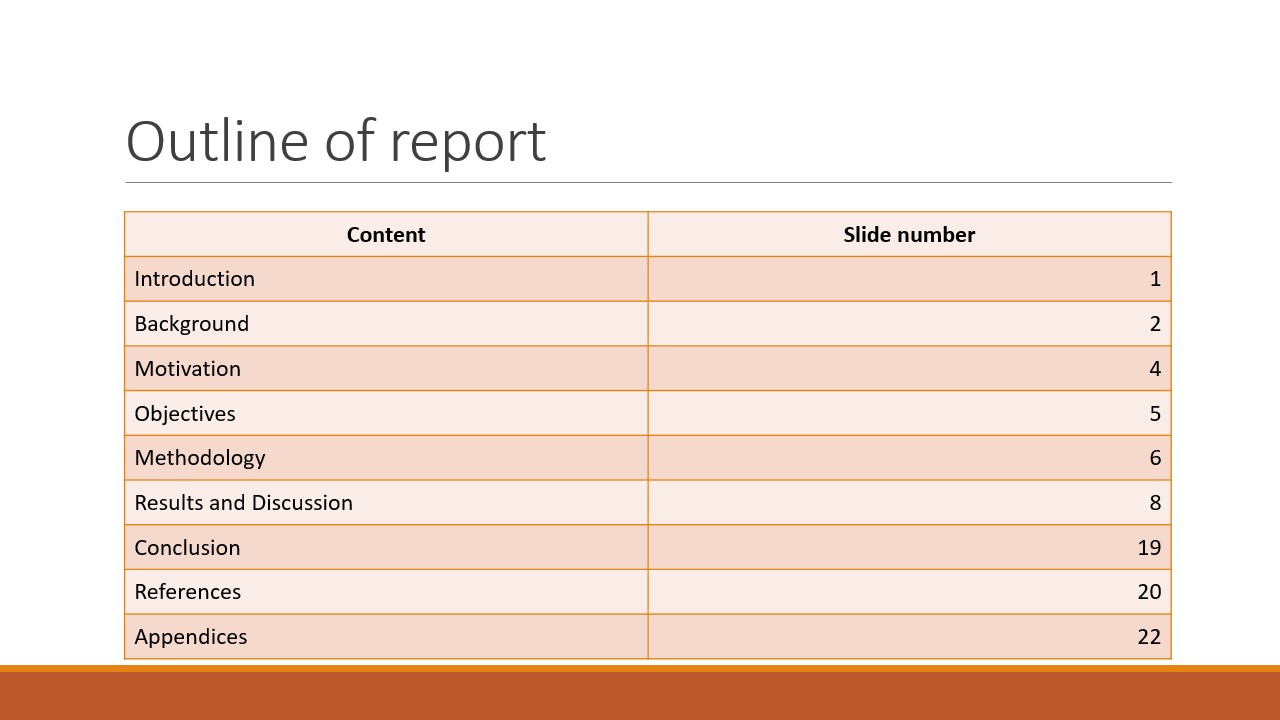 Outline of report
Content Slide number
Introduction 1
Background 2
Motivation 4
Objectives 5
Methodology 6
Results and Discussion 8
Conclusion 19
References 20
Appendices 22